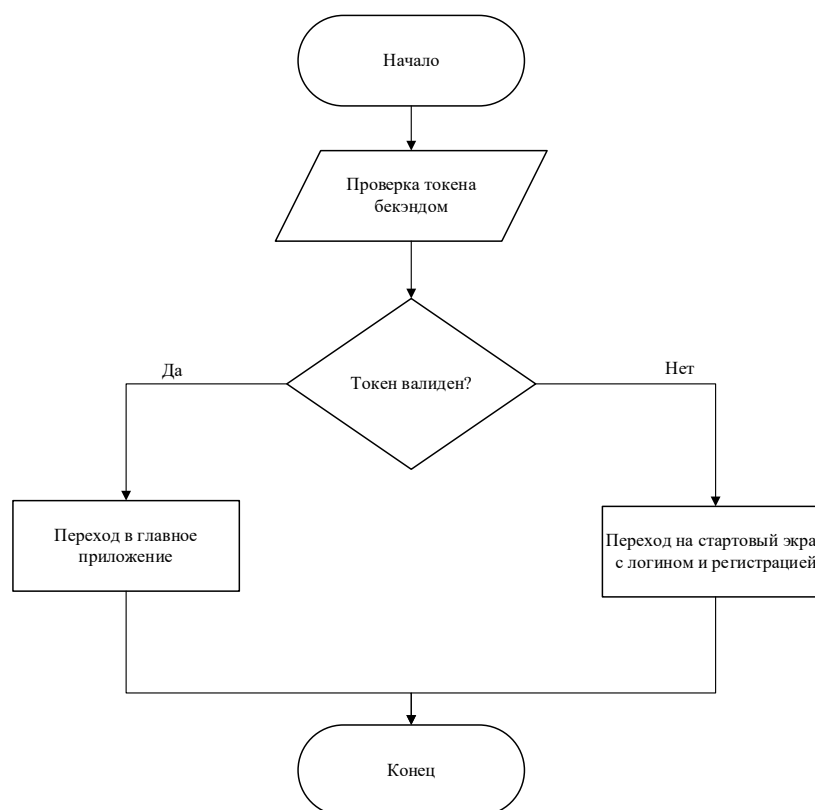 Начало
Проверка токена
бекэндом
Да
Токен валиден?
Нет
Переход в главное
приложение
Переход на стартовый экра
с логином и регистрацией
Конец